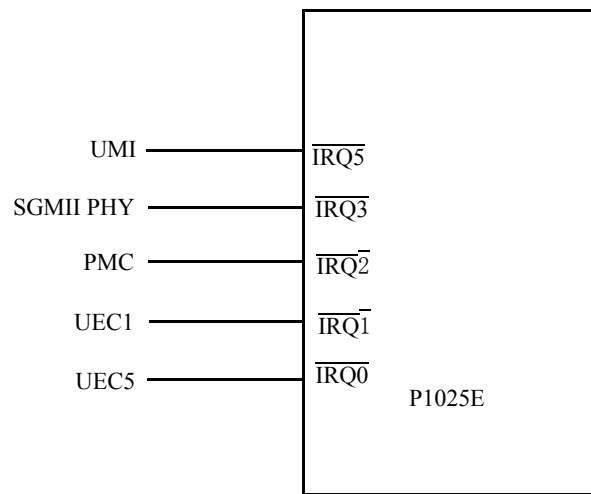 UMI IRQ5
SGMII PHY IRQ3
PMC IRQ2
UEC1 IRQ1
UEC5 IRQ0
P1025E